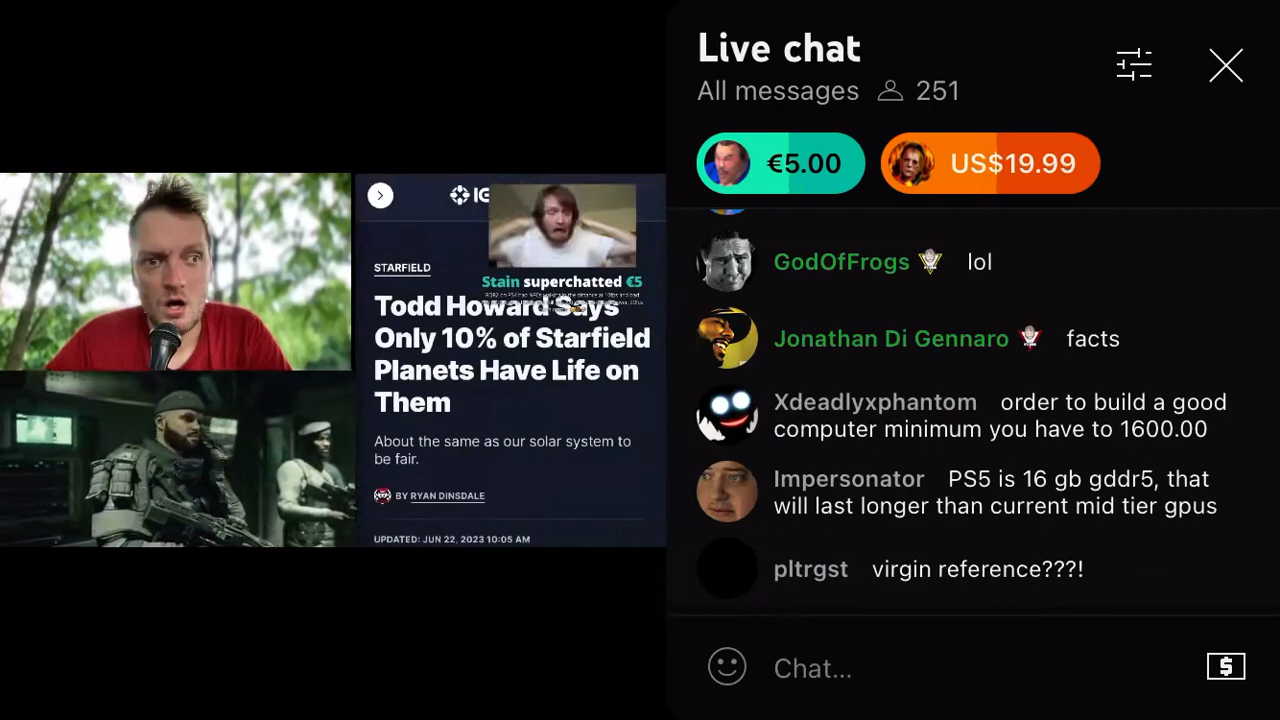 Live chat
All messages 251
€5.00 US$19.99
GodOfFrogs lol
Jonathan Di Gennaro facts
Xdeadlyxphantom order to build a good
computer minimum you have to 1600.00
Impersonator PS5 is 16 gb gddr5, that
will last longer than current mid tier gpus
pltrgst virgin reference???!
Chat...
IG
STARFIELD
Stain superchatted €5
Todd Howard Says
Only 10% of Starfield
Planets Have Life on
Them
About the same as our solar system to
be fair.
BY RYAN DINSDALE
UPDATED: JUN 22, 2023 10:05 AM